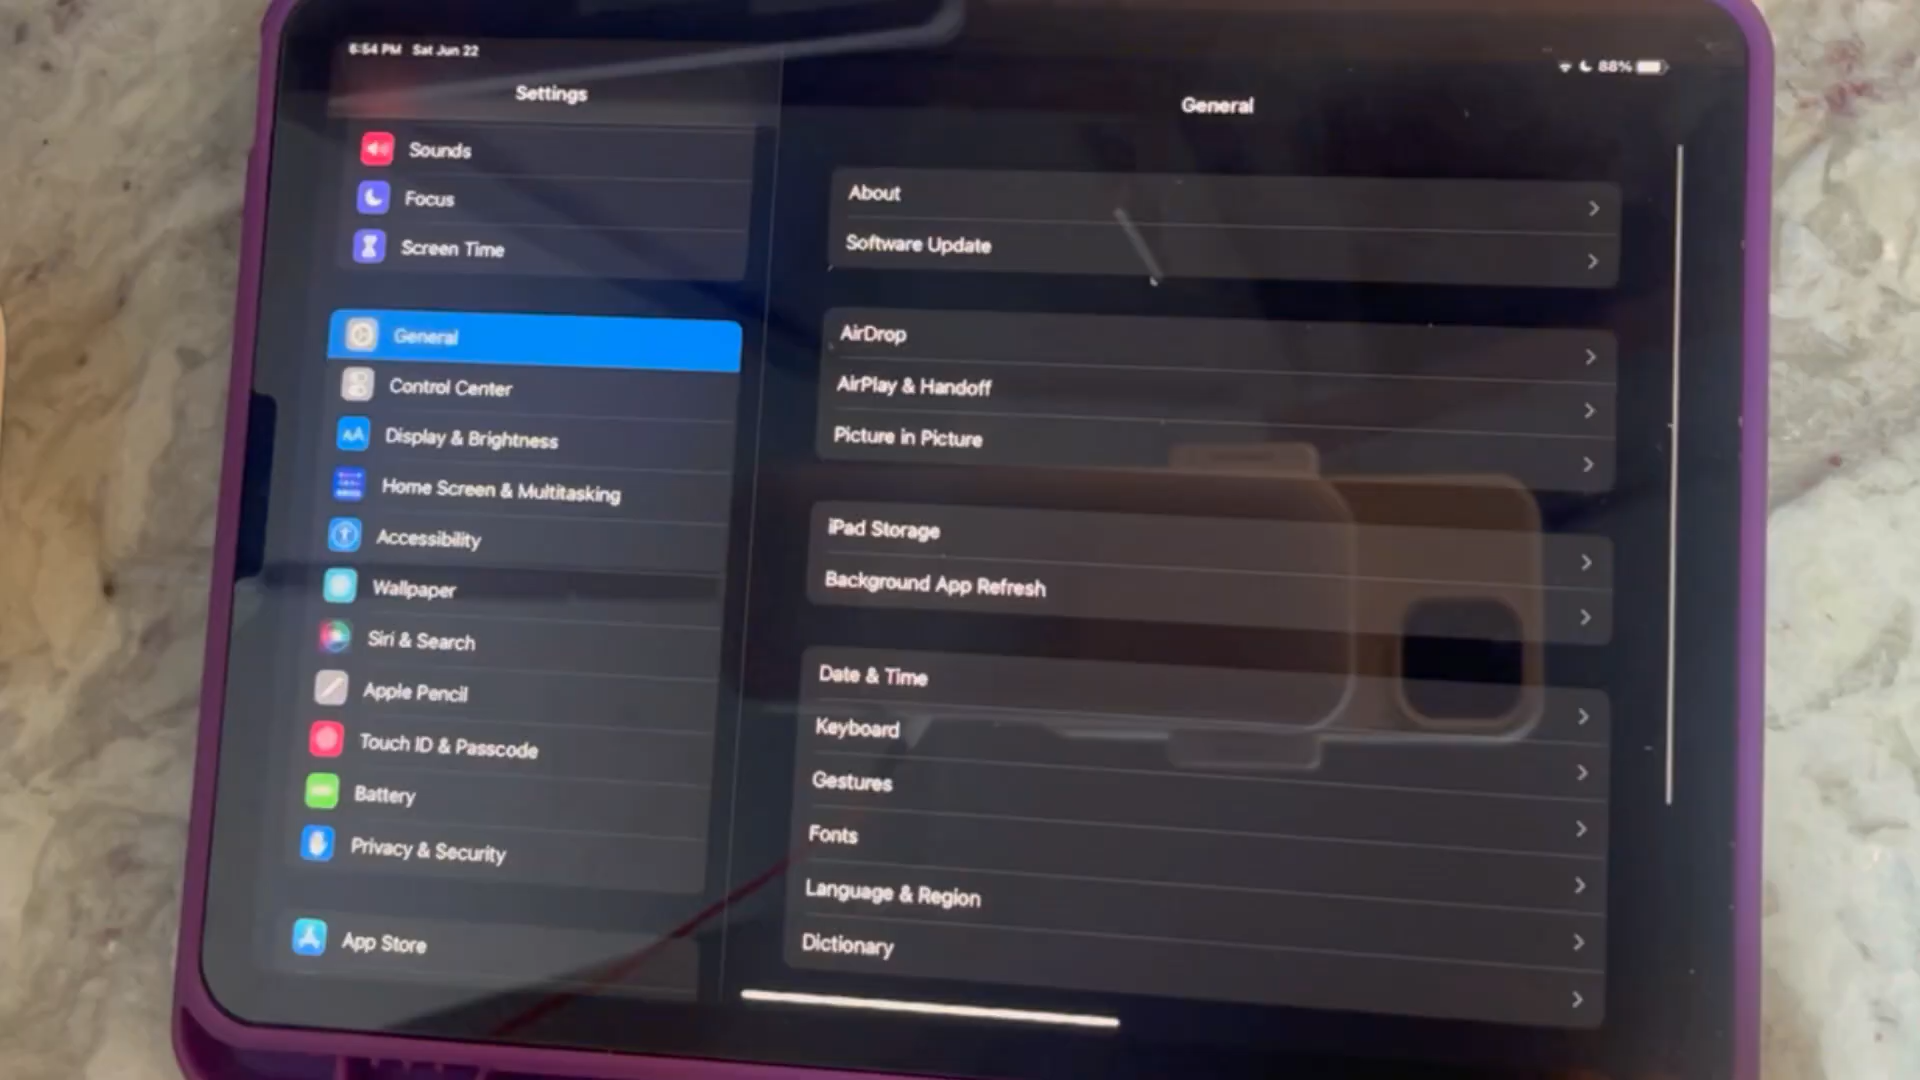 6:54 PM Sat Jun 22
88%
Settings
Sounds
Focus
Screen Time
General
Control Center
Display & Brightness
Home Screen & Multitasking
Accessibility
Wallpaper
Siri & Search
Apple Pencil
Touch ID & Passcode
Battery
Privacy & Security
App Store
General
About
Software Update
AirDrop
AirPlay & Handoff
Picture in Picture
iPad Storage
Background App Refresh
Date & Time
Keyboard
Gestures
Fonts
Language & Region
Dictionary